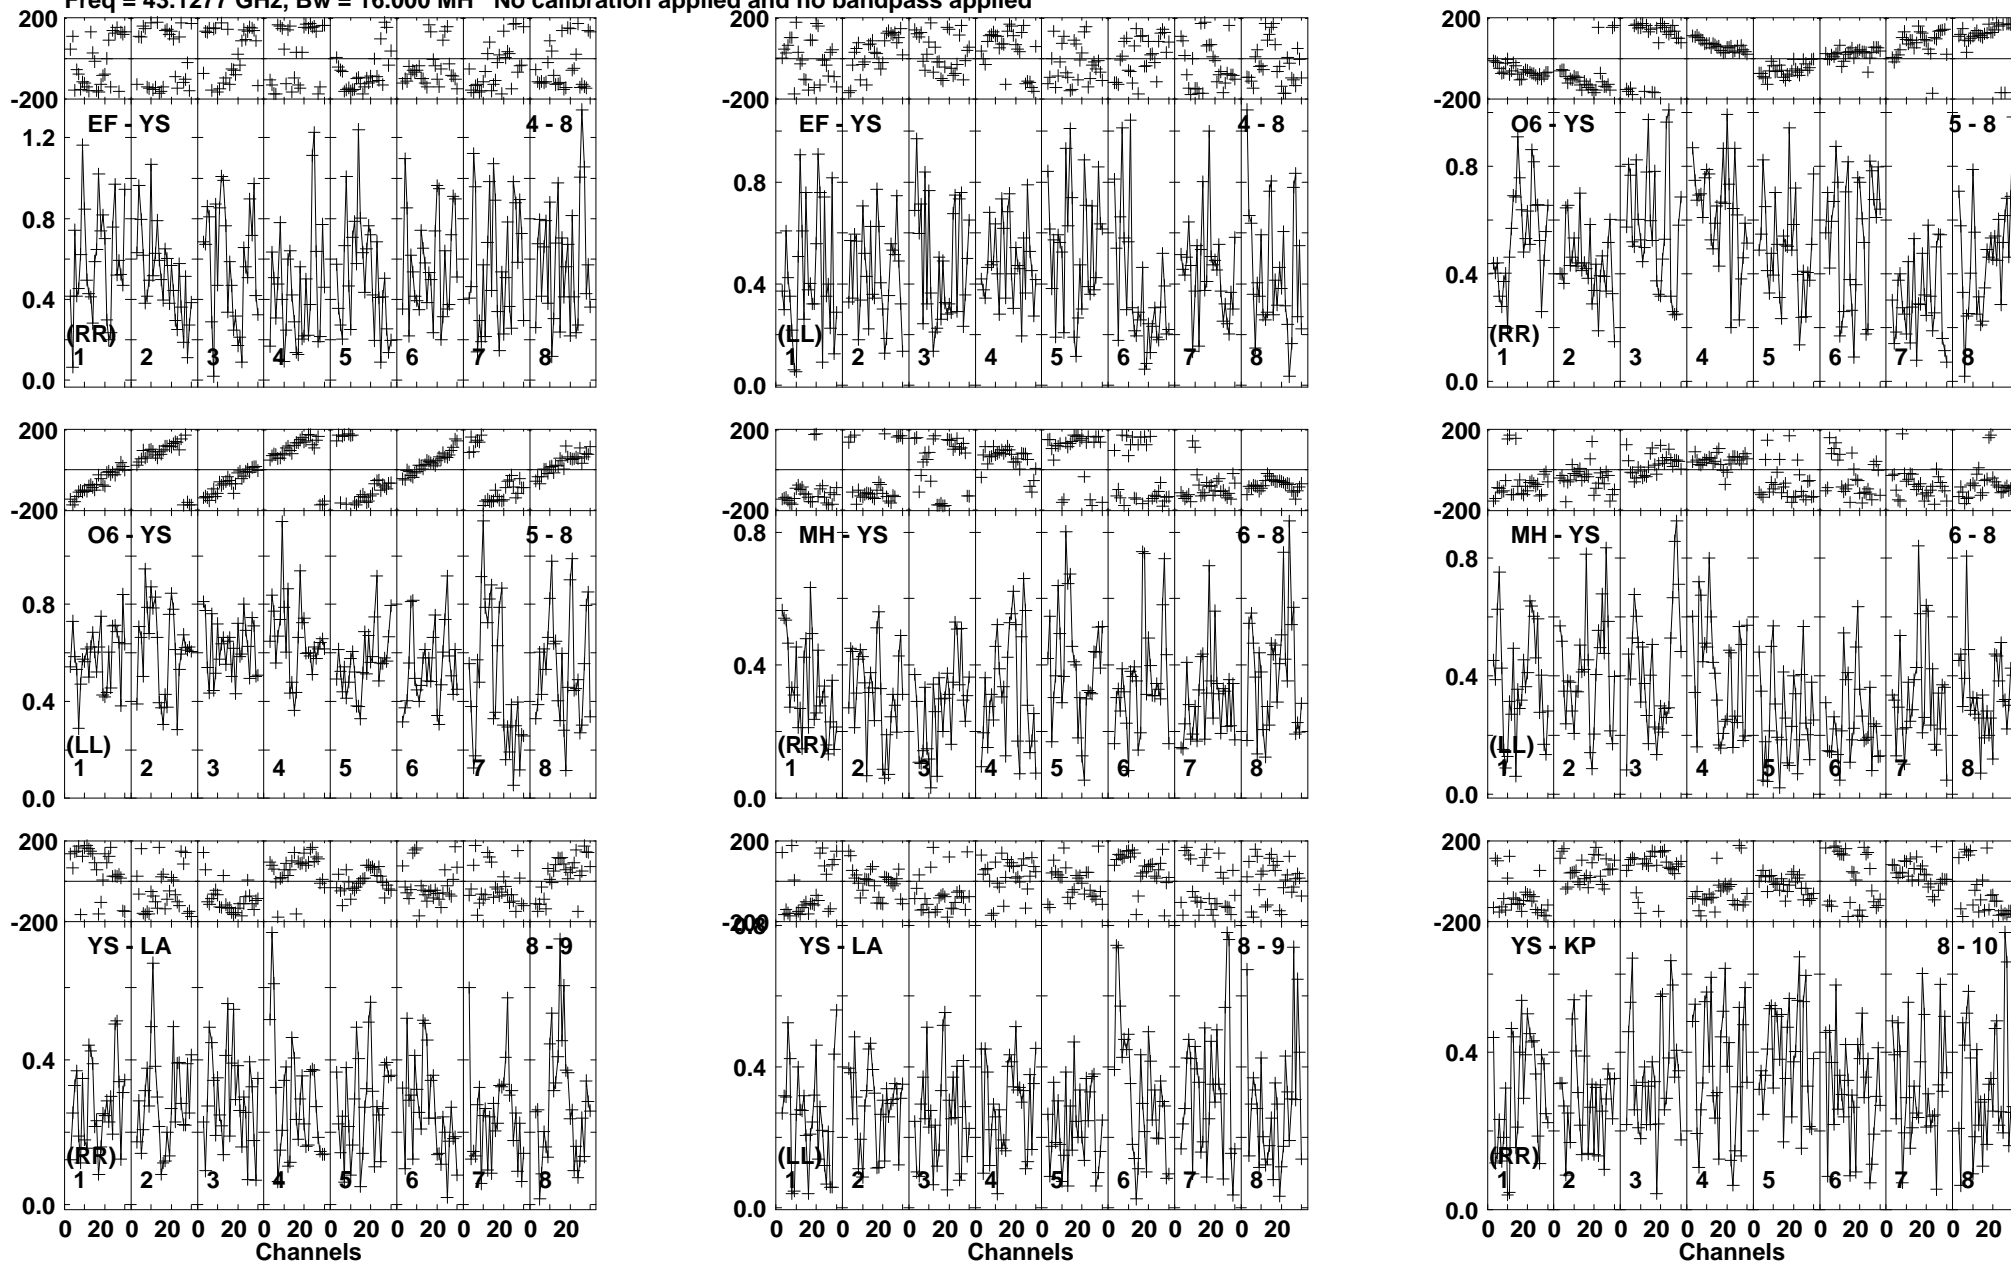 Freq = 43.1277 GHz, Bw = 16.000 MH No calibration applied and no bandpass applied
200 200 200
-200 -200 -200
EF - YS 4 - 8 EF - YS 4 - 8 O6 - YS 5 - 8
1.2
0.8 0.8 0.8
0.4 0.4 0.4
(RR) (LL) (RR)
1 2 3 4 5 6 7 8 1 2 3 4 5 6 7 8 1 2 3 4 5 6 7 8
0.0 0.0 0.0
200 200 200
-200 -200 -200
O6 - YS 5 - 8 MH - YS 6 - 8 MH - YS 6 - 8
0.8 0.8 0.8
0.4 0.4 0.4
(LL) (RR) (LL)
1 2 3 4 5 6 7 8 1 2 3 4 5 6 7 8 1 2 3 4 5 6 7 8
0.0 0.0 0.0
200 200 200
-200 -200 -200
0.8
YS - LA 8 - 9 YS - LA 8 - 9 YS - KP 8 - 10
0.4 0.4 0.4
(RR) (LL) (RR)
1 2 3 4 5 6 7 8 1 2 3 4 5 6 7 8 1 2 3 4 5 6 7 8
0.0 0.0 0.0
0 20 0 20 0 20 0 20 0 20 0 20 0 20 0 20 0 20 0 20 0 20 0 20 0 20 0 20 0 20 0 20 0 20 0 20 0 20 0 20 0 20 0 20 0 20 0 20
Channels Channels Channels